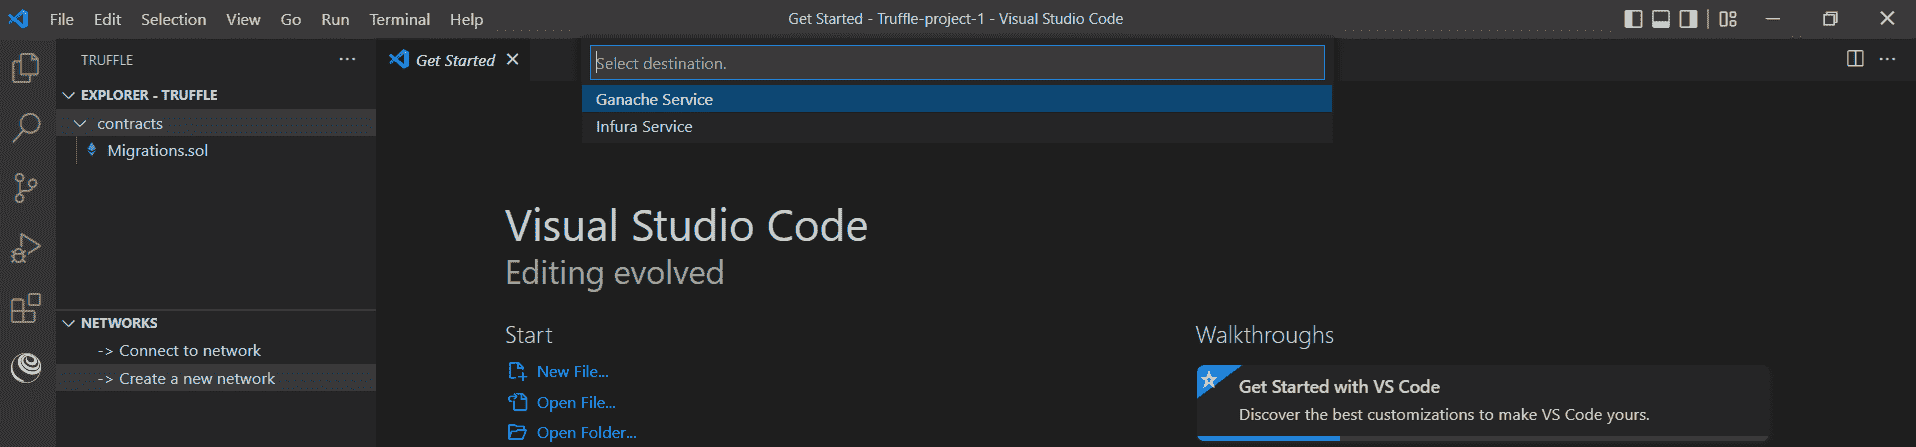 File Edit Selection View Go Run Terminal Help
Get Started - Truffle-project-1 - Visual Studio Code
TRUFFLE
Get Started
EXPLORER - TRUFFLE
contracts
Migrations.sol
Select destination.
Ganache Service
Infura Service
Visual Studio Code
Editing evolved
NETWORKS
-> Connect to network
-> Create a new network
Start
New File...
Open File...
Open Folder...
Walkthroughs
Get Started with VS Code
Discover the best customizations to make VS Code yours.